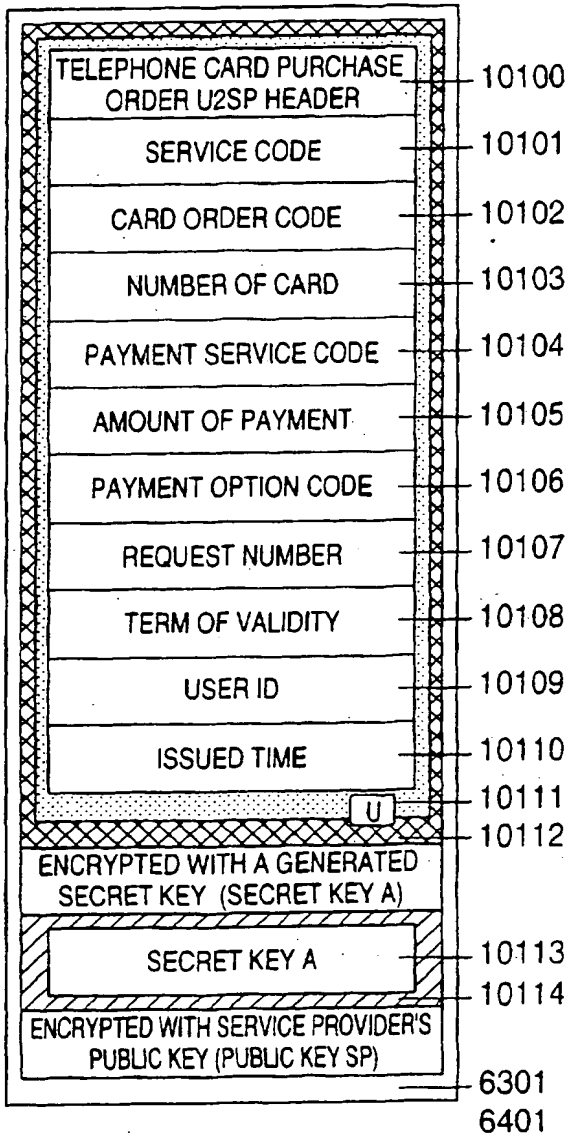 TELEPHONE CARD PURCHASE
ORDER U2SP HEADER
10100
SERVICE CODE
10101
CARD ORDER CODE
10102
NUMBER OF CARD
10103
PAYMENT SERVICE CODE
10104
AMOUNT OF PAYMENT
10105
PAYMENT OPTION CODE
10106
REQUEST NUMBER
10107
TERM OF VALIDITY
10108
USER ID
10109
ISSUED TIME
10110
U
10111
10112
ENCRYPTED WITH A GENERATED
SECRET KEY (SECRET KEY A)
SECRET KEY A
10113
10114
ENCRYPTED WITH SERVICE PROVIDER'S
PUBLIC KEY (PUBLIC KEY SP)
6301
6401